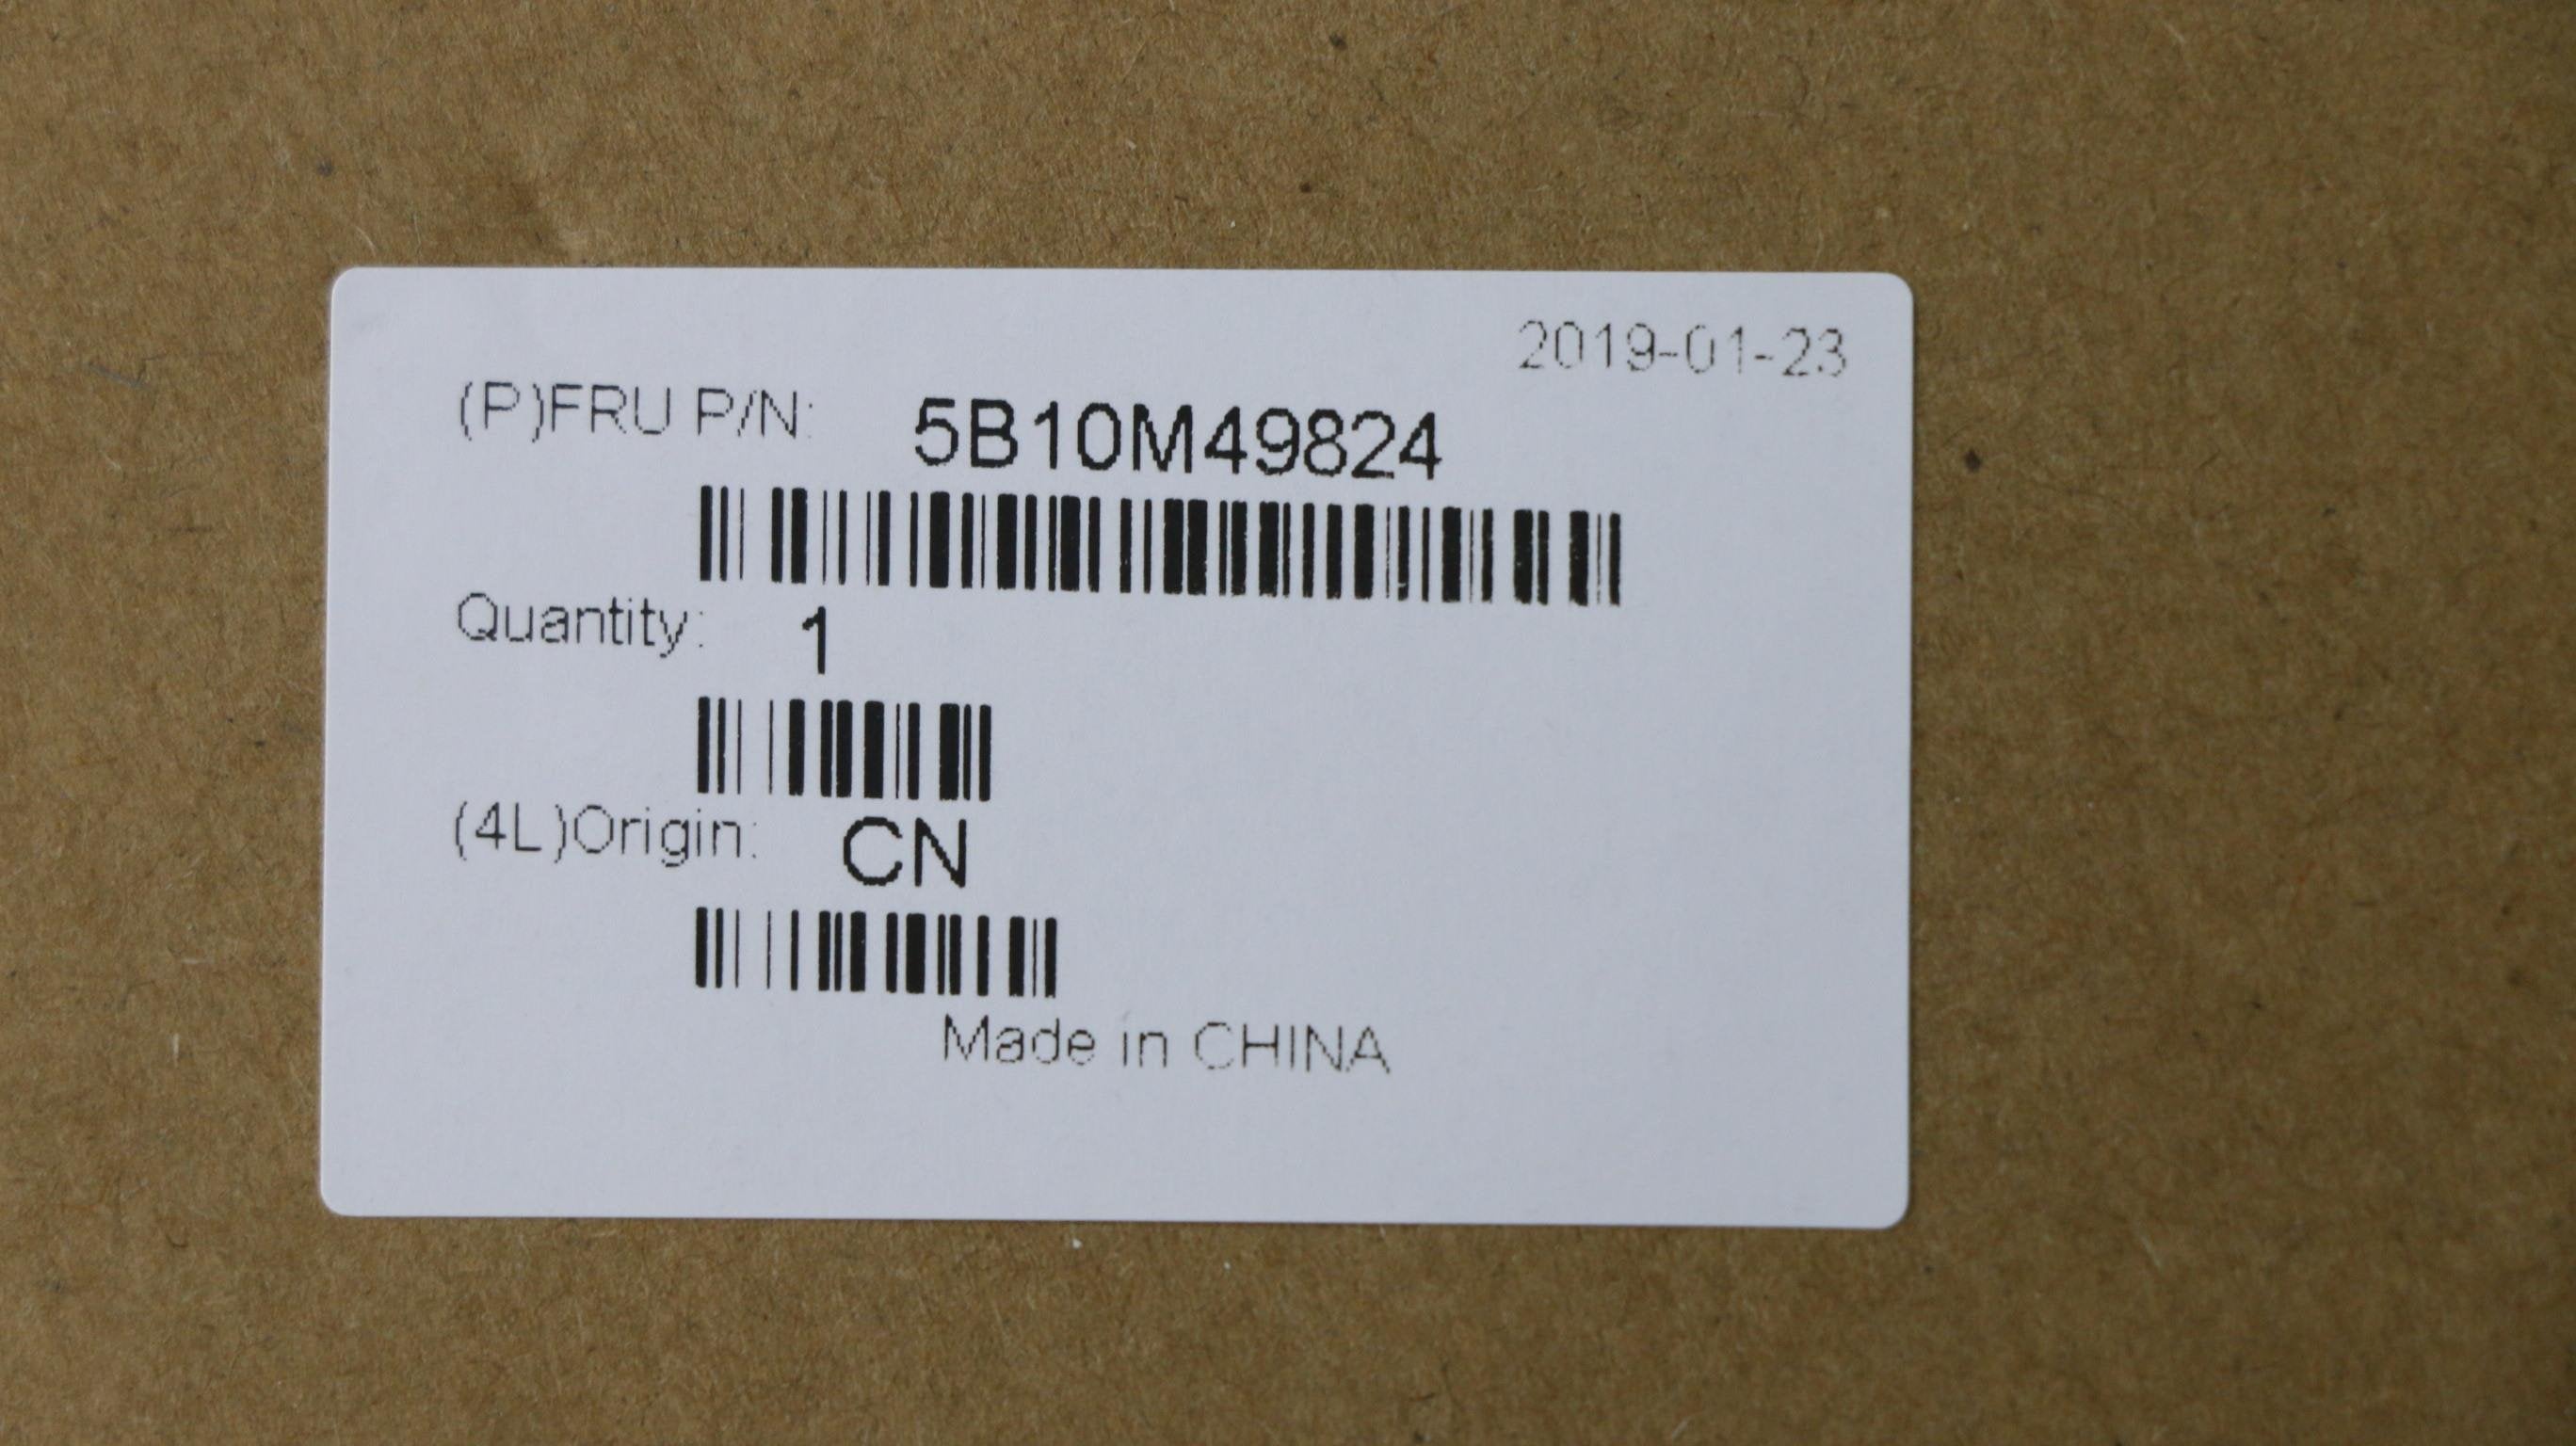 2019-01-23
(P)FRU P/N: 5B10M49824
Quantity: 1
(4L)Origin: CN
Made in CHINA